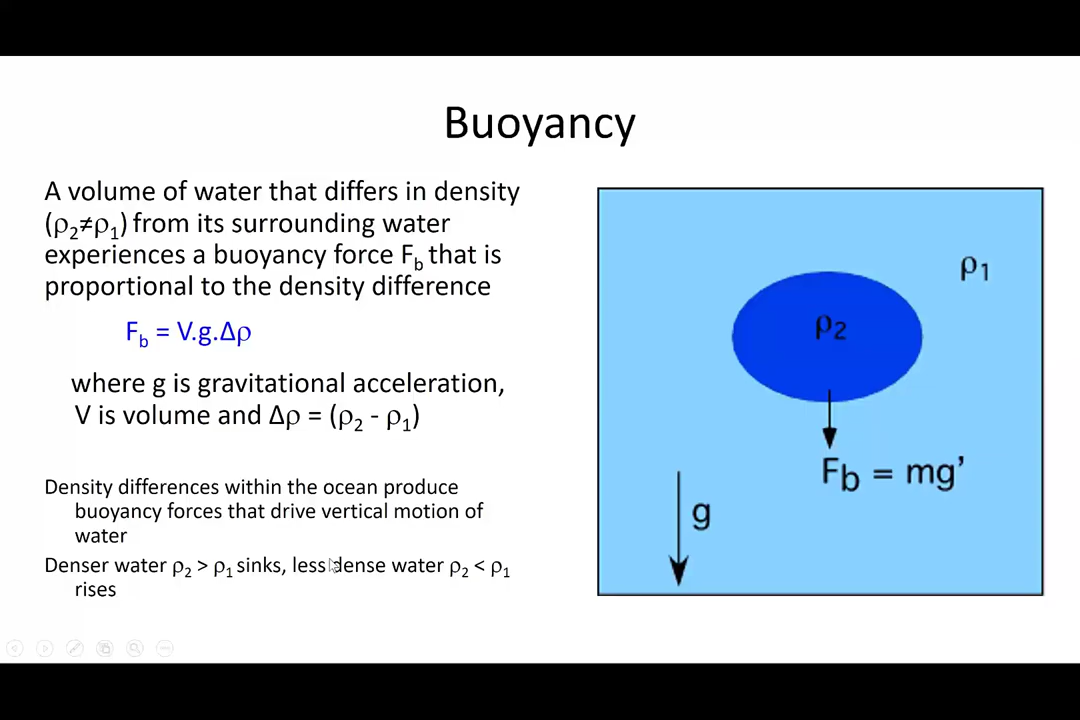 Buoyancy
A volume of water that differs in density
(ρ₂≠ρ₁) from its surrounding water
experiences a buoyancy force F_b that is
proportional to the density difference
F_b = V.g.Δρ
where g is gravitational acceleration,
V is volume and Δρ = (ρ₂ - ρ₁)
Density differences within the ocean produce
buoyancy forces that drive vertical motion of
water
Denser water ρ₂ > ρ₁ sinks, less dense water ρ₂ < ρ₁
rises
ρ₁
ρ₂
F_b = mg’
g